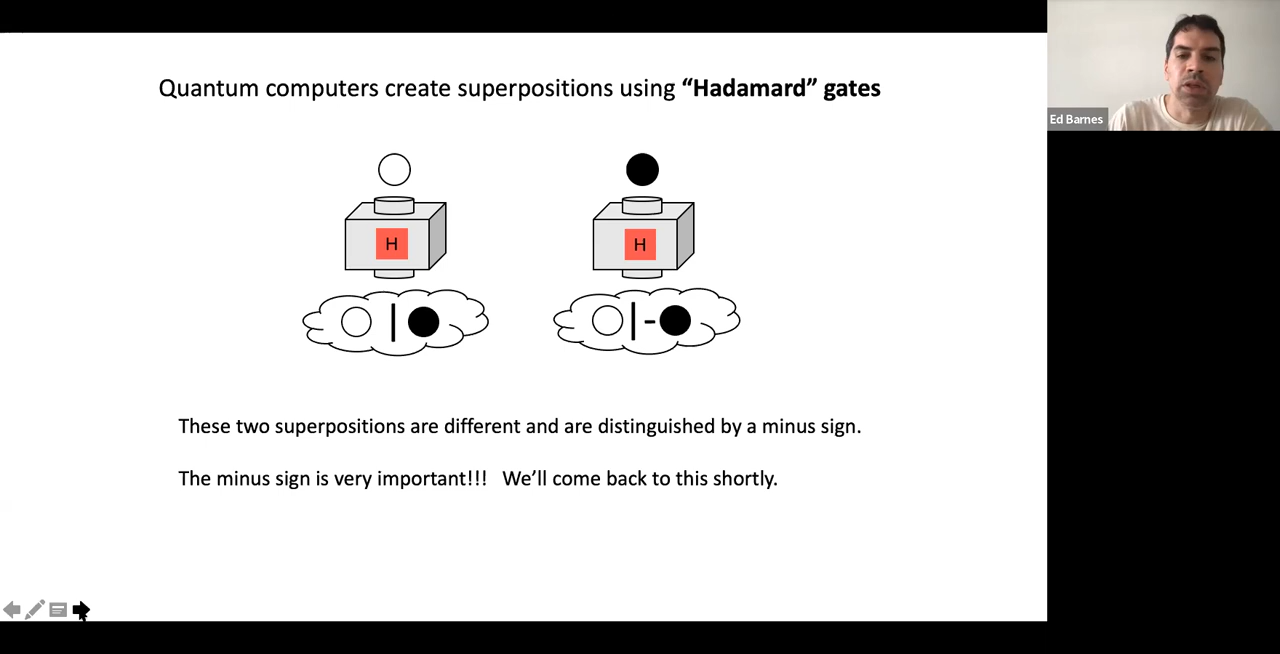 Quantum computers create superpositions using “Hadamard” gates
Ed Barnes
H
H
These two superpositions are different and are distinguished by a minus sign.
The minus sign is very important!!! We’ll come back to this shortly.